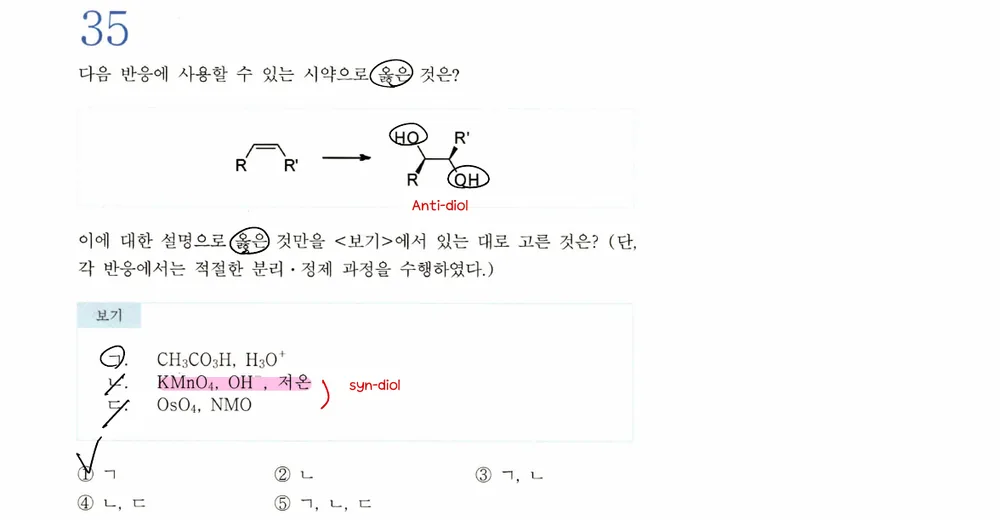 35
다음 반응에 사용할 수 있는 시약으로 옳은 것은?
HO R'
R R' R OH
Anti-diol
이에 대한 설명으로 옳은 것만을 <보기>에서 있는 대로 고른 것은? (단,
각 반응에서는 적절한 분리·정제 과정을 수행하였다.)
보기
ㄱ. CH₃CO₃H, H₃O⁺
ㄴ. KMnO₄, OH⁻, 저온 syn-diol
ㄷ. OsO₄, NMO
① ㄱ ② ㄴ ③ ㄱ, ㄴ
④ ㄴ, ㄷ ⑤ ㄱ, ㄴ, ㄷ